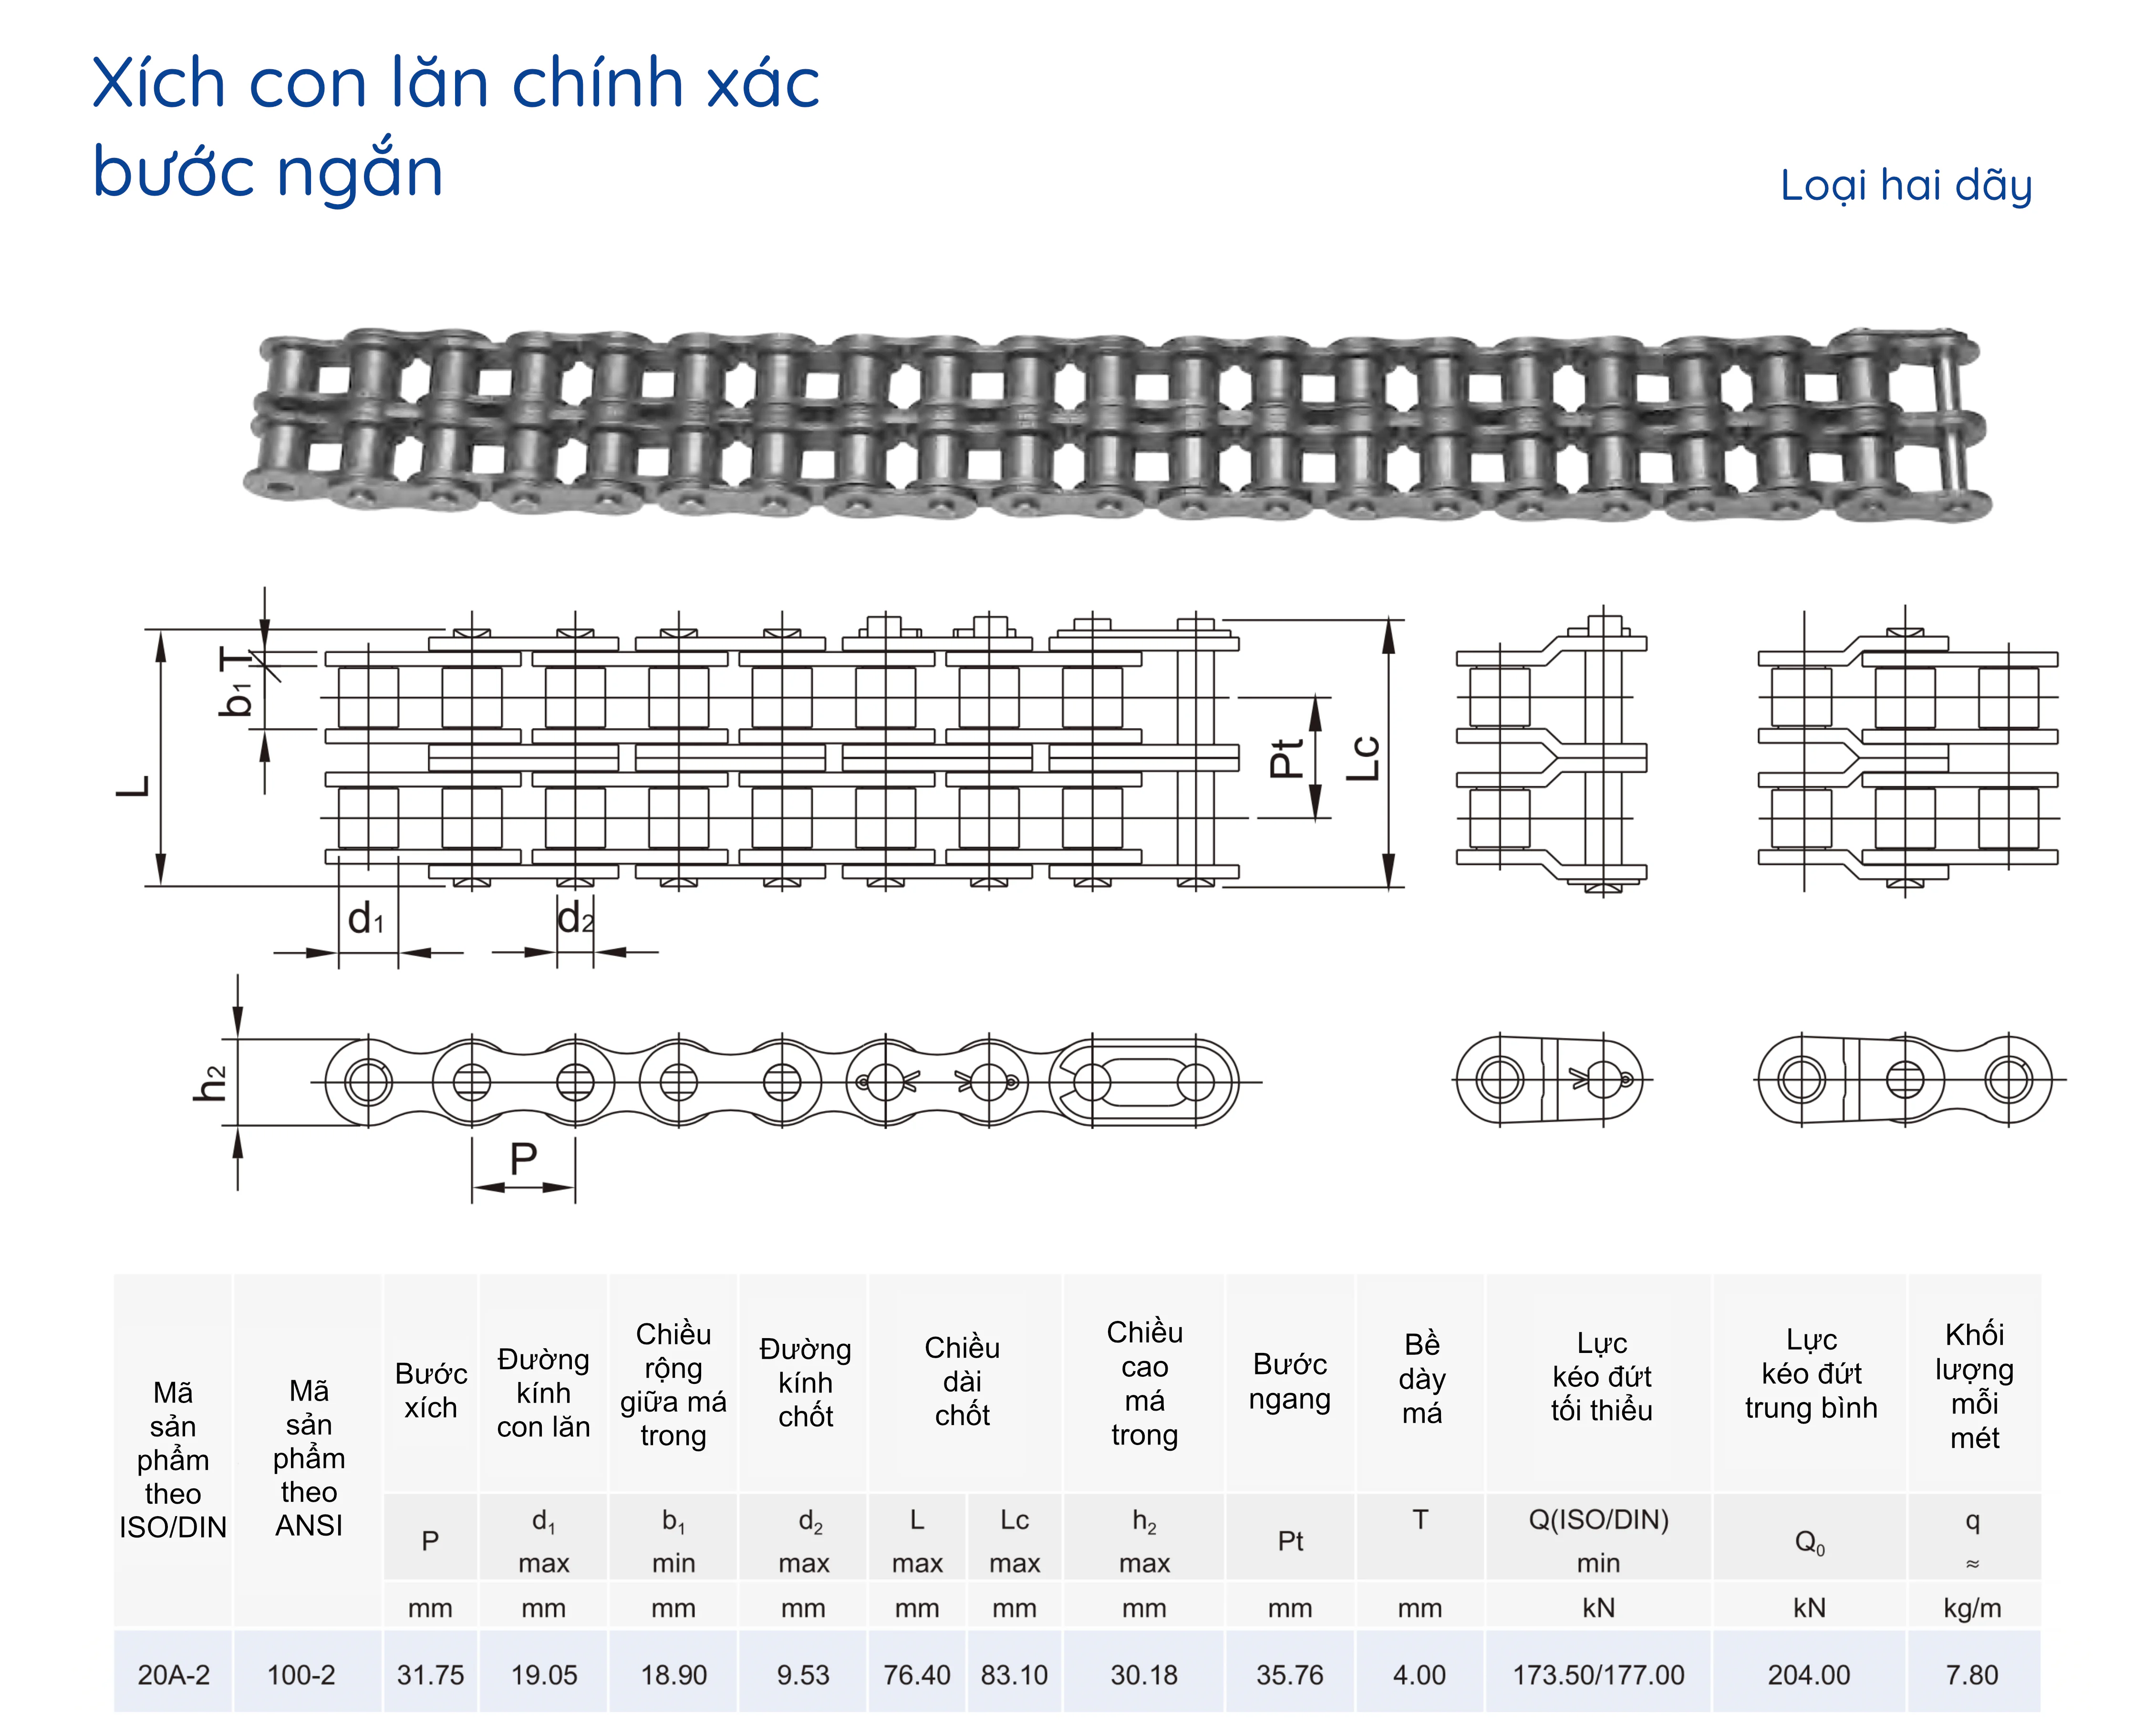 Xích con lăn chính xác
bước ngắn
Loại hai dãy
T
b1
L
Pt
Lc
d1
d2
h2
P
Mã
sản
phẩm
theo
ISO/DIN
Mã
sản
phẩm
theo
ANSI
Bước
xích
Đường
kính
con lăn
Chiều
rộng
giữa má
trong
Đường
kính
chốt
Chiều
dài
chốt
Chiều
cao
má
trong
Bước
ngang
Bề
dày
má
Lực
kéo đứt
tối thiểu
Lực
kéo đứt
trung bình
Khối
lượng
mỗi
mét
P
d1
max
b1
min
d2
max
L
max
Lc
max
h2
max
Pt
T
Q(ISO/DIN)
min
Q0
q
≈
mm mm mm mm mm mm mm mm mm kN kN kg/m
20A-2 100-2 31.75 19.05 18.90 9.53 76.40 83.10 30.18 35.76 4.00 173.50/177.00 204.00 7.80